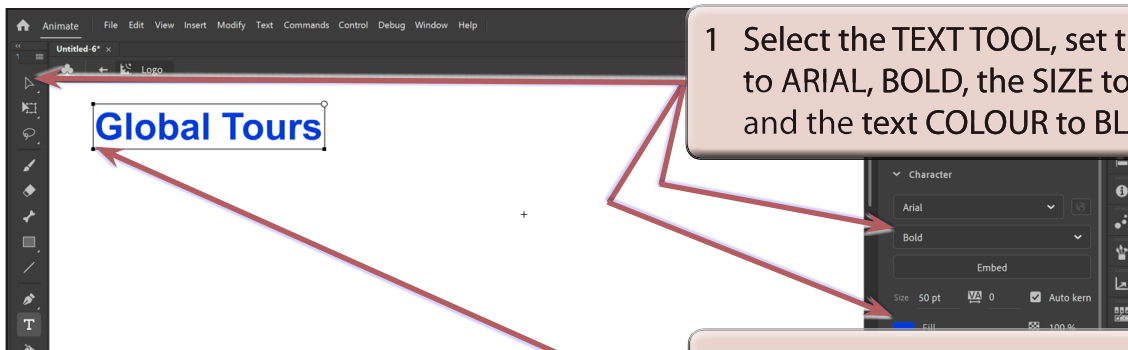 Animate File Edit View Insert Modify Text Commands Control Debug Window Help
Untitled-6* ×
Logo
Global Tours
1 Select the TEXT TOOL, set t
to ARIAL, BOLD, the SIZE to
and the text COLOUR to BL
Character
Arial
Bold
Embed
Size 50 pt VA 0 Auto kern
Fill 100 %
T